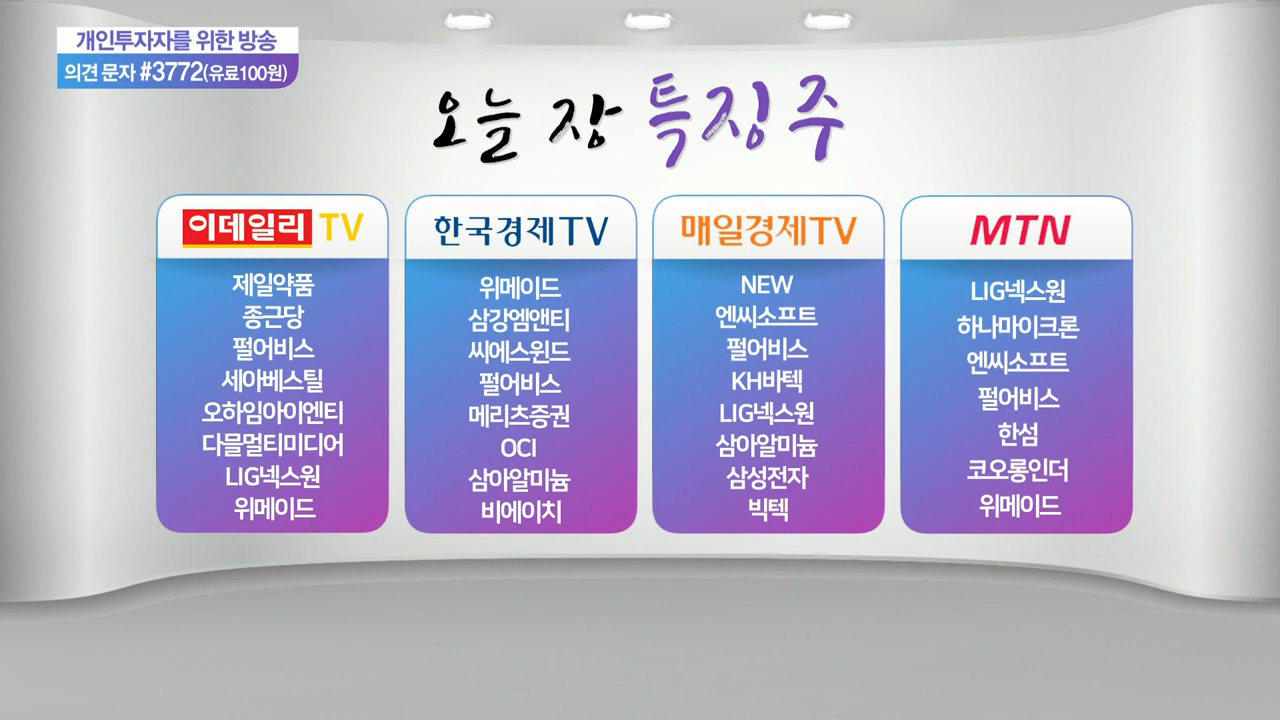 개인투자자를 위한 방송
의견 문자 #3772(유료100원)
오늘 장 특징주
이데일리 TV
제일약품
종근당
펄어비스
세아베스틸
오하임아이엔티
다믈멀티미디어
LIG넥스원
위메이드
한국경제TV
위메이드
삼강엠앤티
씨에스윈드
펄어비스
메리츠증권
OCI
삼아알미늄
비에이치
매일경제TV
NEW
엔씨소프트
펄어비스
KH바텍
LIG넥스원
삼아알미늄
삼성전자
빅텍
MTN
LIG넥스원
하나마이크론
엔씨소프트
펄어비스
한섬
코오롱인더
위메이드